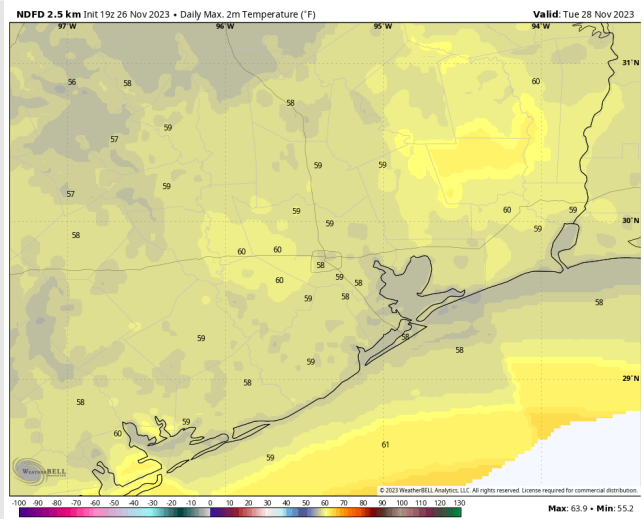 NDFD 2.5 km Init 19z 26 Nov 2023 • Daily Max. 2m Temperature (°F)
Valid: Tue 28 Nov 2023
97°W 96°W 95°W 94°W
31°N
56 58 60
58
59
57
59 59
57 59
59 60 59
58 59 59
30°N
60 60
58
59 58
60
59 58
58
58
59 58
59
29°N
58
58
59
60
61
59
WEATHERBELL
© 2023 WeatherBELL Analytics, LLC. All rights reserved. License required for commercial distribution.
-100 -90 -80 -70 -60 -50 -40 -30 -20 -10 0 10 20 30 40 50 60 70 80 90 100 110 120 130
Max: 63.9 • Min: 55.2